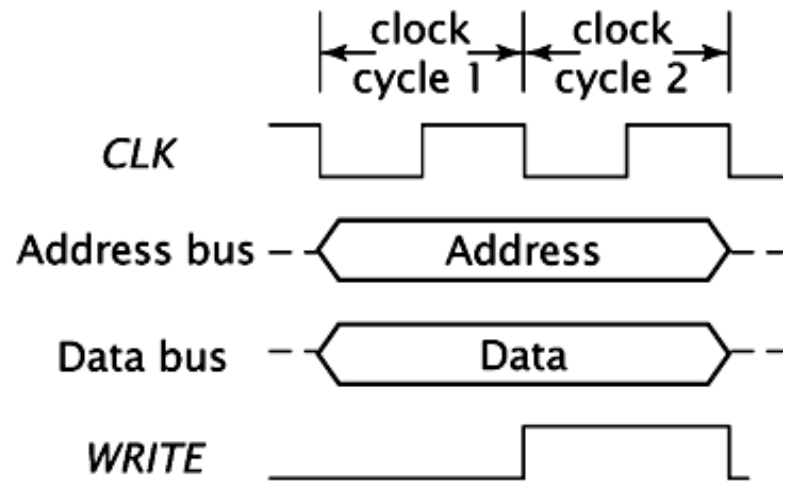 clock
cycle 1
clock
cycle 2
CLK
Address bus
Address
Data bus
Data
WRITE